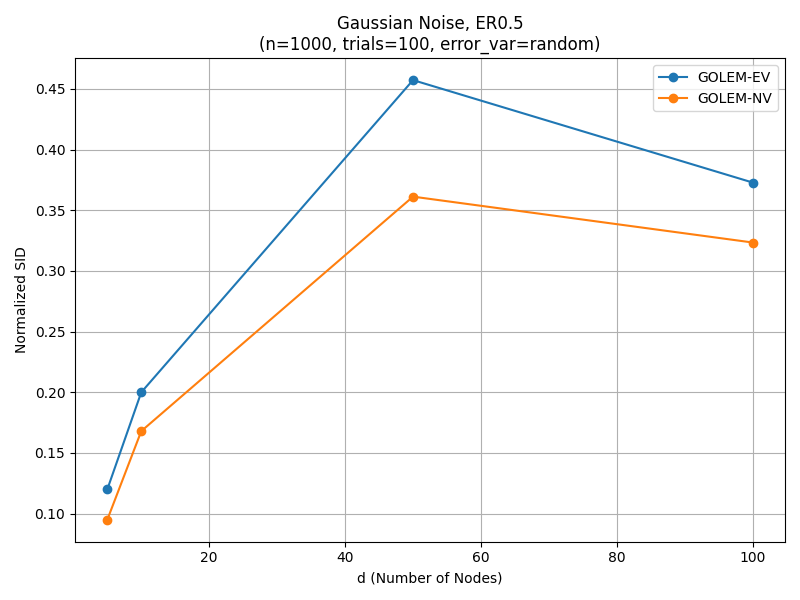 Gaussian Noise, ER0.5
(n=1000, trials=100, error_var=random)
GOLEM-EV
GOLEM-NV
Normalized SID
0.45
0.40
0.35
0.30
0.25
0.20
0.15
0.10
20
40
60
80
100
d (Number of Nodes)